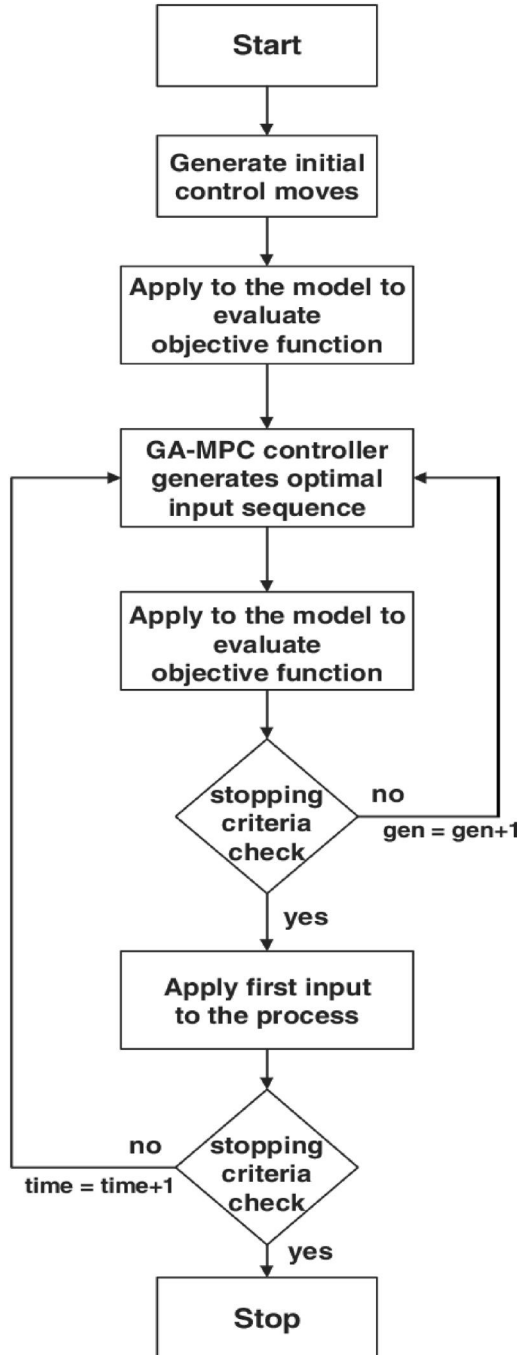 Start
Generate initial
control moves
Apply to the model to
evaluate
objective function
GA-MPC controller
generates optimal
input sequence
Apply to the model to
evaluate
objective function
stopping
criteria
check
no
gen = gen+1
yes
Apply first input
to the process
stopping
criteria
check
no
time = time+1
yes
Stop